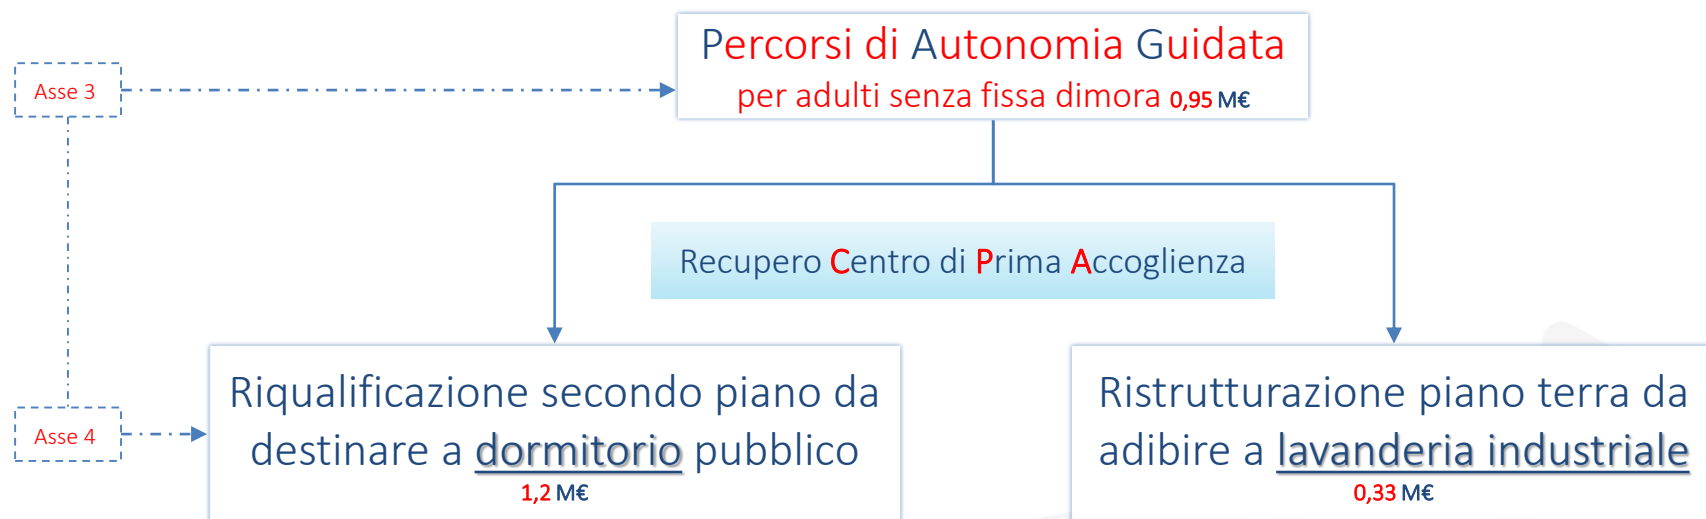 Percorsi di Autonomia Guidata
Asse 3
per adulti senza fissa dimora 0,95 M€
Recupero Centro di Prima Accoglienza
Asse 4
Riqualificazione secondo piano da
destinare a dormitorio pubblico
1,2 M€
Ristrutturazione piano terra da
adibire a lavanderia industriale
0,33 M€